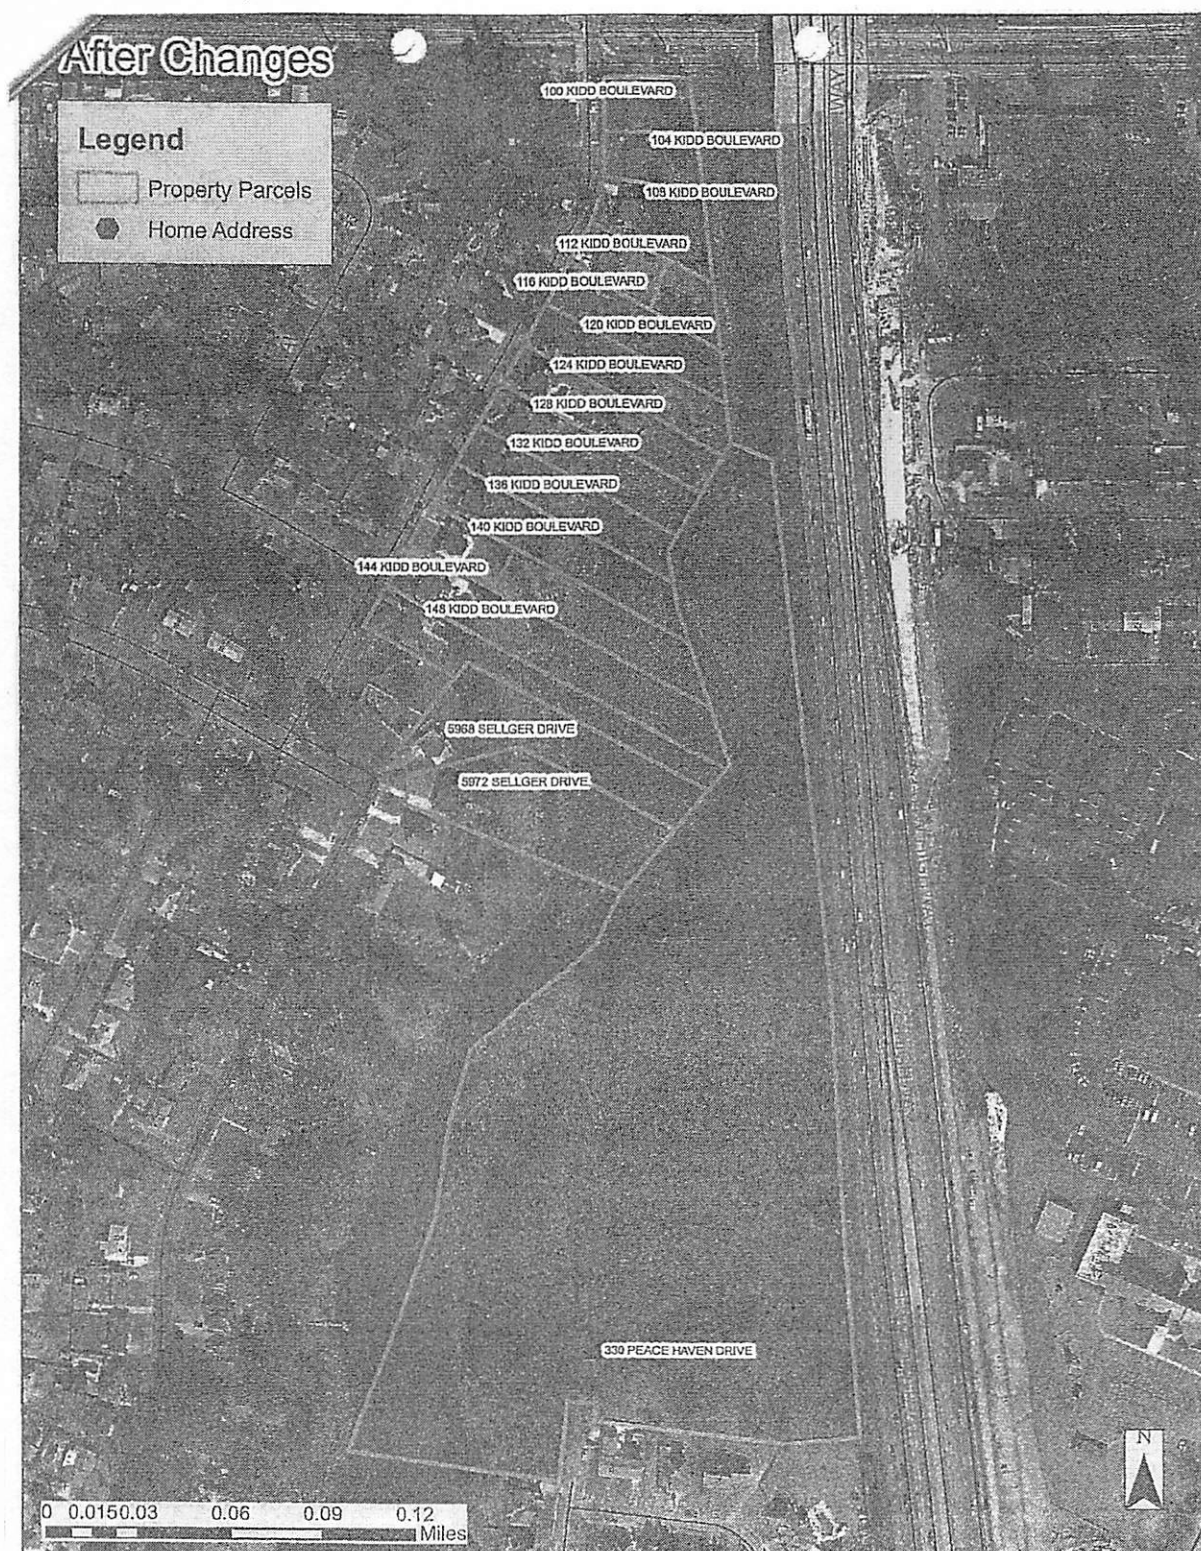 After Changes
Legend
Property Parcels
Home Address
100 KIDD BOULEVARD
104 KIDD BOULEVARD
108 KIDD BOULEVARD
112 KIDD BOULEVARD
116 KIDD BOULEVARD
120 KIDD BOULEVARD
124 KIDD BOULEVARD
128 KIDD BOULEVARD
132 KIDD BOULEVARD
136 KIDD BOULEVARD
140 KIDD BOULEVARD
144 KIDD BOULEVARD
148 KIDD BOULEVARD
5968 SELLGER DRIVE
5972 SELLGER DRIVE
330 PEACE HAVEN DRIVE
N
0 0.015 0.03 0.06 0.09 0.12
Miles